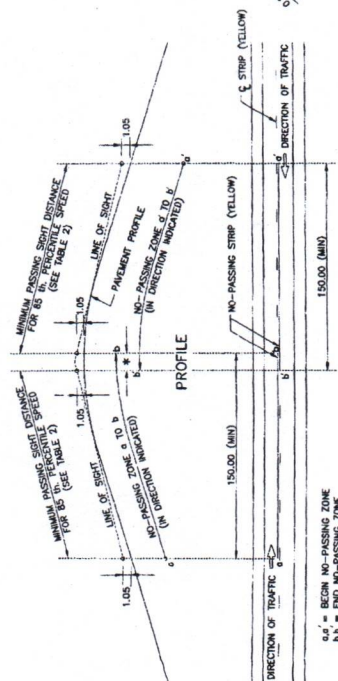 MINIMUM PASSING SIGHT DISTANCE
FOR 85 th. PERCENTILE SPEED
(SEE TABLE 2)
MINIMUM PASSING SIGHT DISTANCE
FOR 85 th. PERCENTILE SPEED
(SEE TABLE 2)
1.05
1.05
1.05
1.05
LINE OF SIGHT
LINE OF SIGHT
PAVEMENT PROFILE
NO-PASSING ZONE a TO b
(IN DIRECTION INDICATED)
NO-PASSING ZONE a' TO b'
(IN DIRECTION INDICATED)
a
b'
*
b
a'
PROFILE
150.00 (MIN)
NO-PASSING STRIP (YELLOW)
℄ STRIP (YELLOW)
DIRECTION OF TRAFFIC
DIRECTION OF TRAFFIC
a
b'
a'
150.00 (MIN)
a,a' = BEGIN NO-PASSING ZONE
b,b' = END NO-PASSING ZONE